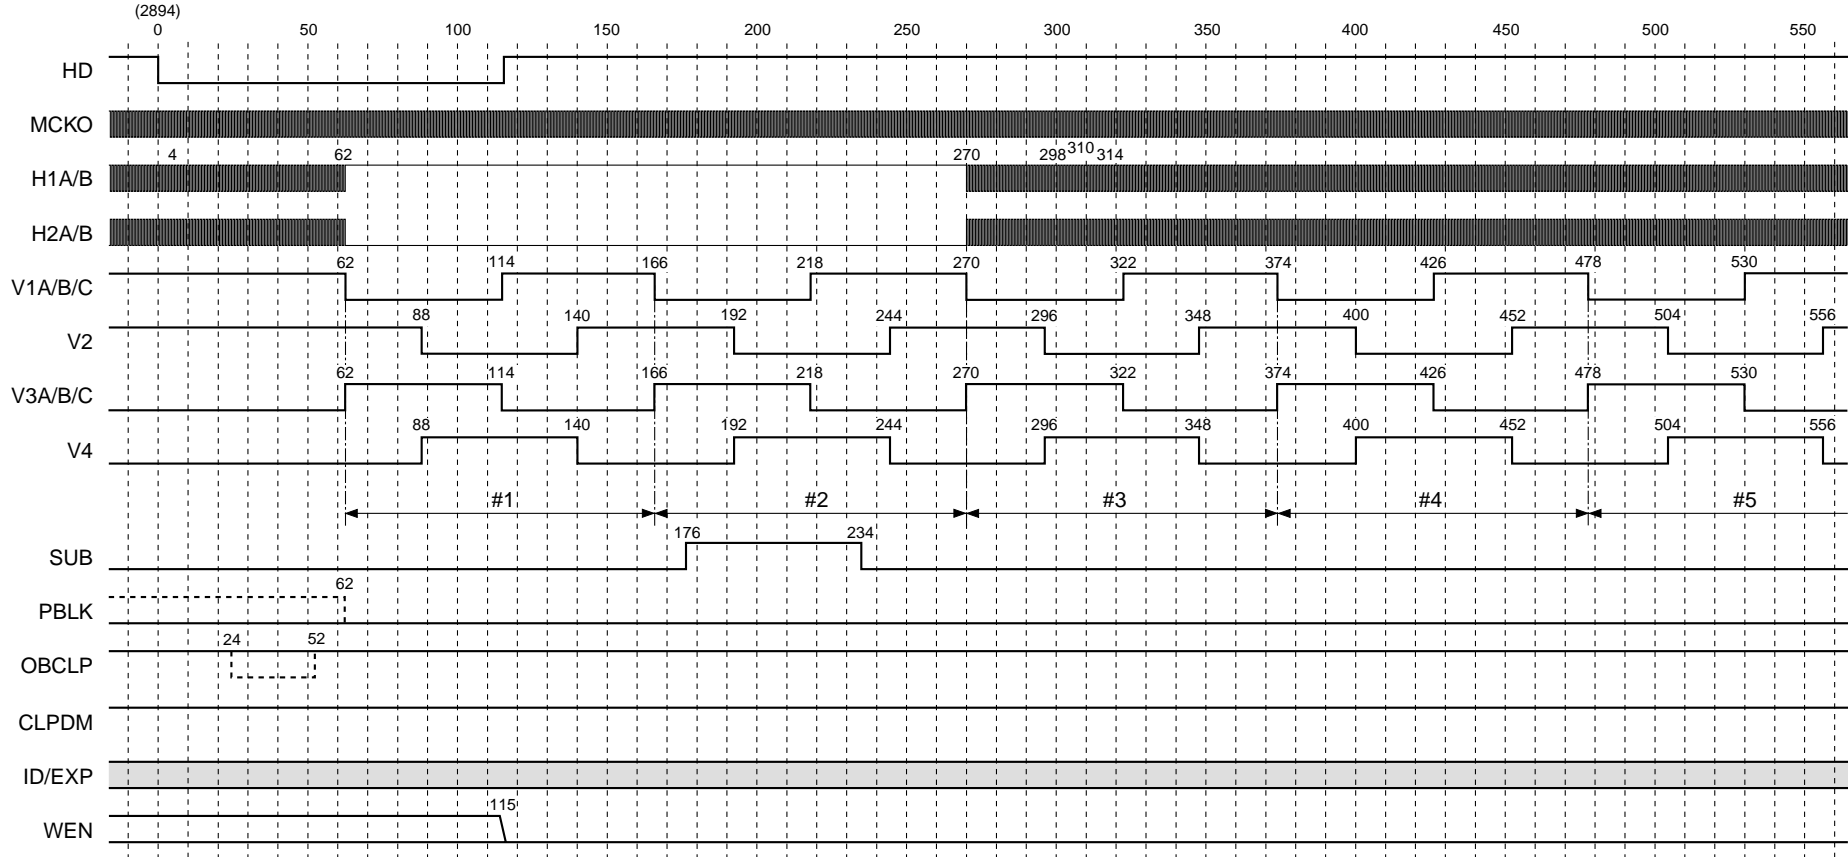 (2894)
0 50 100 150 200 250 300 350 400 450 500 550
HD
MCKO
4 62 270 298 310 314
H1A/B
H2A/B
62 114 166 218 270 322 374 426 478 530
V1A/B/C
88 140 192 244 296 348 400 452 504 556
V2
62 114 166 218 270 322 374 426 478 530
V3A/B/C
88 140 192 244 296 348 400 452 504 556
V4
#1 #2 #3 #4 #5
176 234
SUB
62
PBLK
24 52
OBCLP
CLPDM
ID/EXP
115
WEN